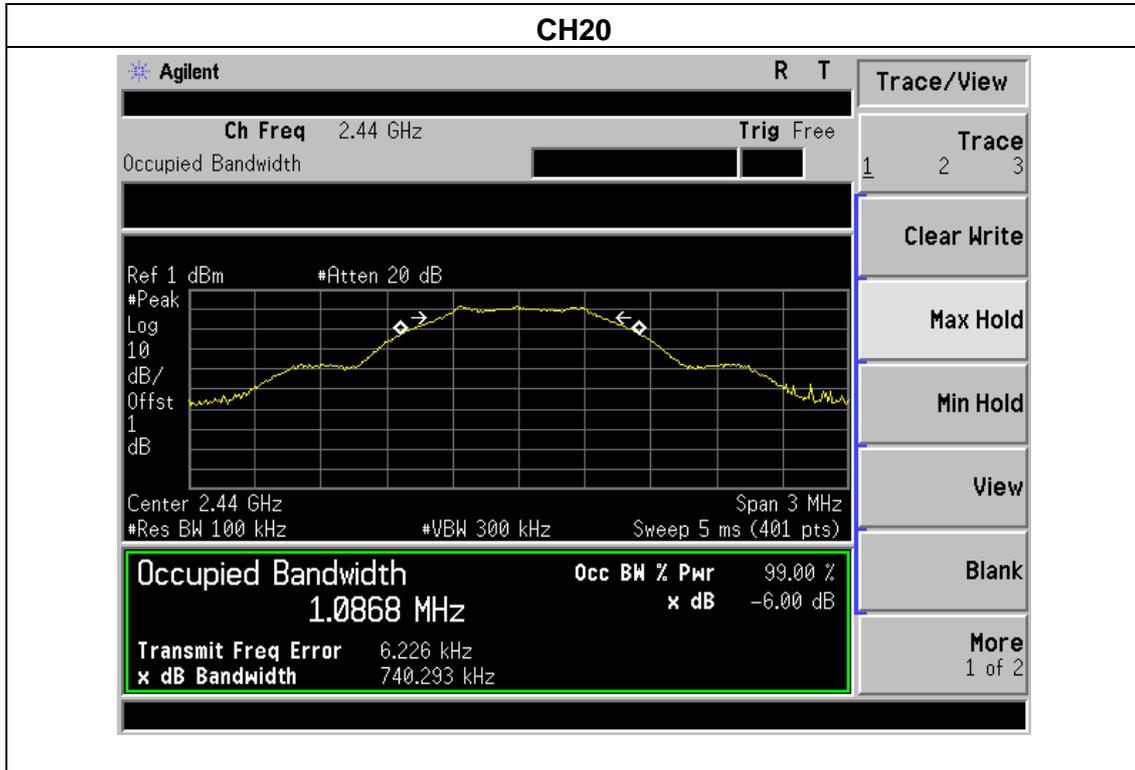 CH20
Agilent R T
Trace/View
Ch Freq 2.44 GHz Trig Free
Occupied Bandwidth
Trace
1 2 3
Clear Write
Max Hold
Min Hold
View
Blank
More
1 of 2
Ref 1 dBm #Atten 20 dB
#Peak
Log
10
dB/
Offst
1
dB
Center 2.44 GHz Span 3 MHz
#Res BW 100 kHz #VBW 300 kHz Sweep 5 ms (401 pts)
Occupied Bandwidth Occ BW % Pwr 99.00 %
1.0868 MHz x dB -6.00 dB
Transmit Freq Error 6.226 kHz
x dB Bandwidth 740.293 kHz